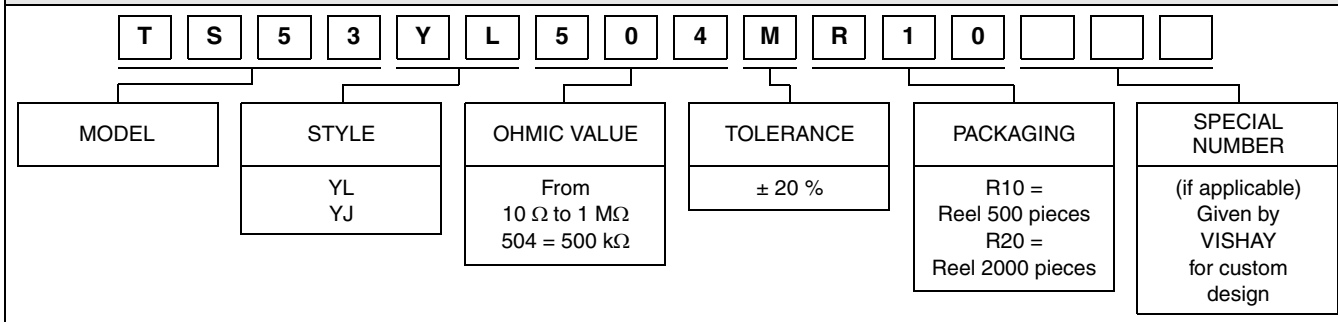 T S 5 3 Y L 5 0 4 M R 1 0
MODEL
STYLE
YL
YJ
OHMIC VALUE
From
10 Ω to 1 MΩ
504 = 500 kΩ
TOLERANCE
± 20 %
PACKAGING
R10 =
Reel 500 pieces
R20 =
Reel 2000 pieces
SPECIAL
NUMBER
(if applicable)
Given by
VISHAY
for custom
design